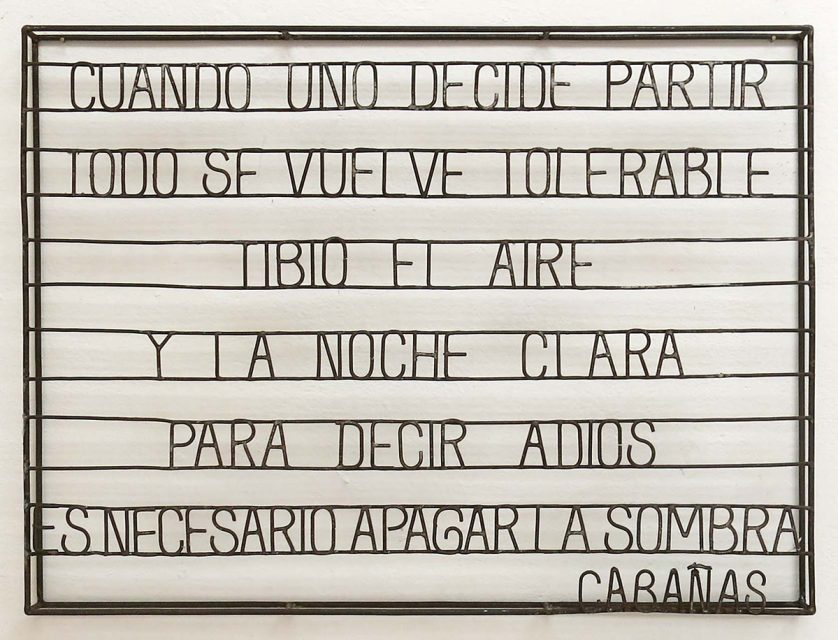 CUANDO UNO DECIDE PARTIR
TODO SE VUELVE TOLERABLE
TIBIO EL AIRE
Y LA NOCHE CLARA
PARA DECIR ADIOS
ES NECESARIO APAGAR LA SOMBRA
CABAÑAS